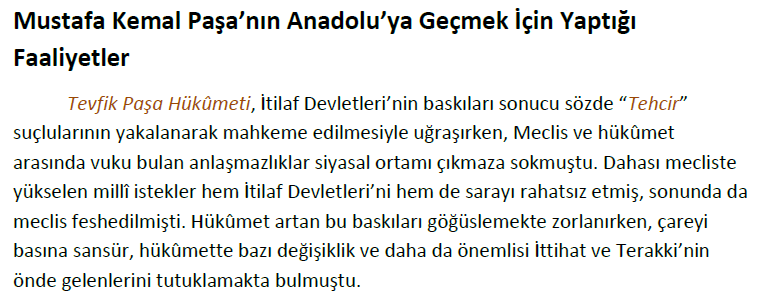 Mustafa Kemal Paşa’nın Anadolu’ya Geçmek İçin Yaptığı
Faaliyetler
Tevfik Paşa Hükûmeti, İtilaf Devletleri’nin baskıları sonucu sözde “Tehcir”
suçlularının yakalanarak mahkeme edilmesiyle uğraşırken, Meclis ve hükûmet
arasında vuku bulan anlaşmazlıklar siyasal ortamı çıkmaza sokmuştu. Dahası mecliste
yükselen millî istekler hem İtilaf Devletleri’ni hem de sarayı rahatsız etmiş, sonunda da
meclis feshedilmişti. Hükûmet artan bu baskıları göğüslemekte zorlanırken, çareyi
basına sansür, hükûmette bazı değişiklik ve daha da önemlisi İttihat ve Terakki’nin
önde gelenlerini tutuklamakta bulmuştu.